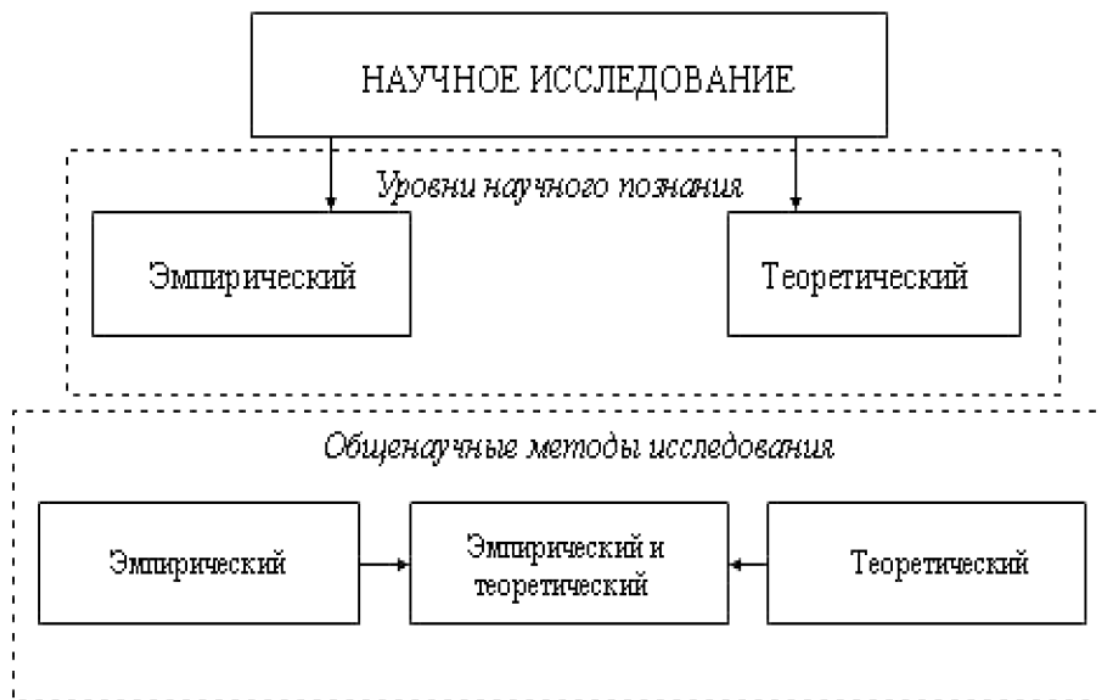 НАУЧНОЕ ИССЛЕДОВАНИЕ
Уровни научного познания
Эмпирический
Теоретический
Общенаучные методы исследования
Эмпирический
Эмпирический и
теоретический
Теоретический